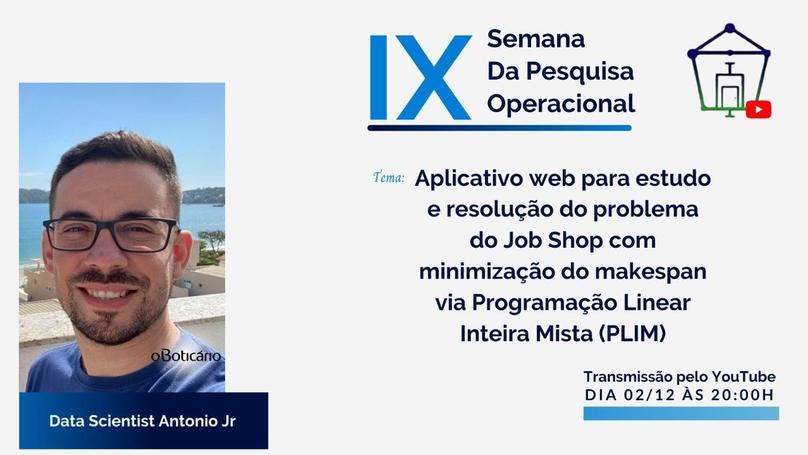 IX
Semana
Da Pesquisa
Operacional
Tema:
Aplicativo web para estudo
e resolução do problema
do Job Shop com
minimização do makespan
via Programação Linear
Inteira Mista (PLIM)
oBoticário
Data Scientist Antonio Jr
Transmissão pelo YouTube
DIA 02/12 ÀS 20:00H